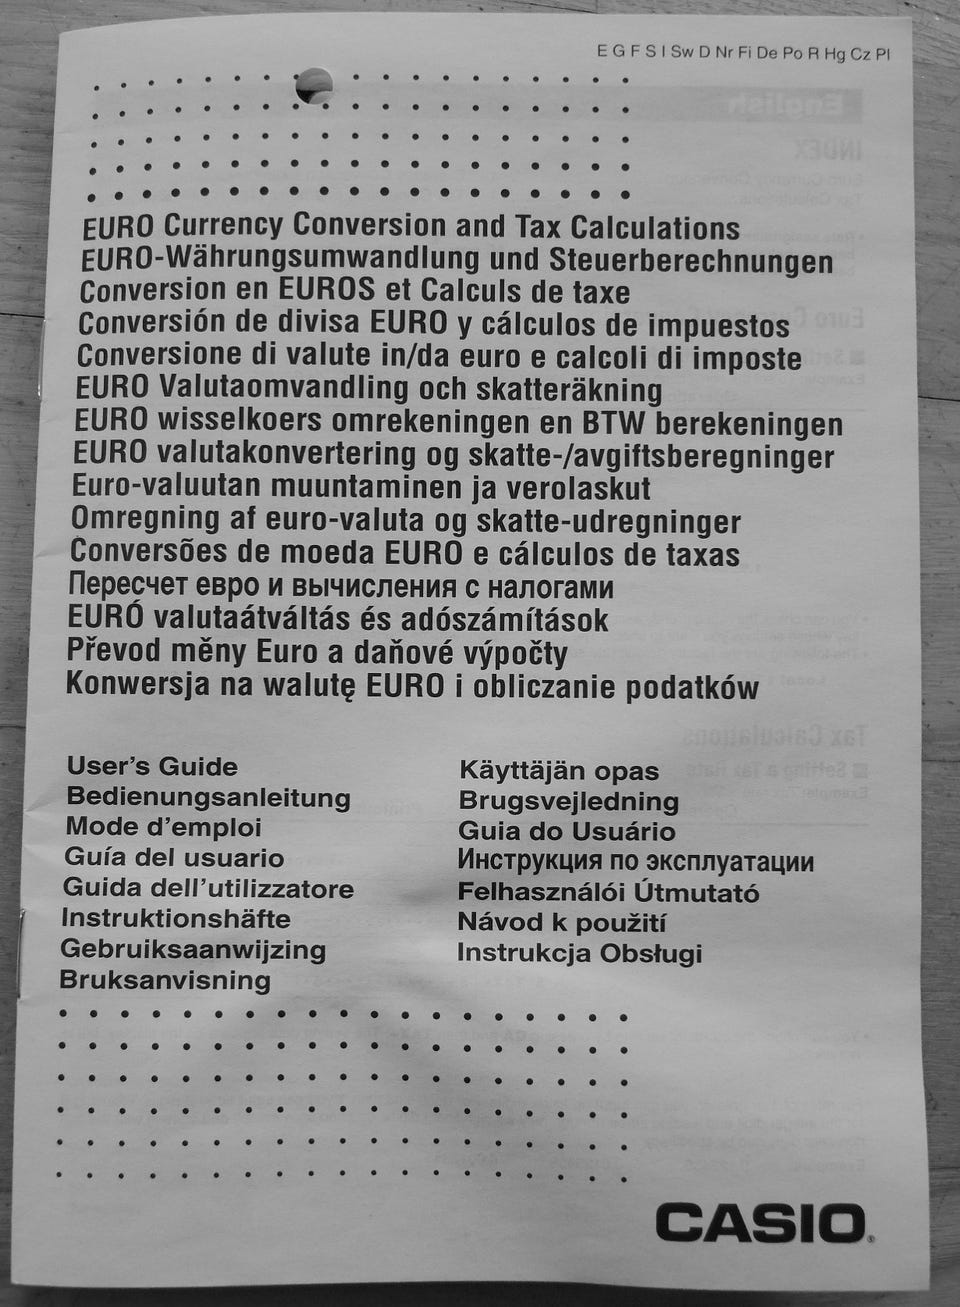 E G F S I Sw D Nr Fi De Po R Hg Cz Pl
EURO Currency Conversion and Tax Calculations
EURO-Währungsumwandlung und Steuerberechnungen
Conversion en EUROS et Calculs de taxe
Conversión de divisa EURO y cálculos de impuestos
Conversione di valute in/da euro e calcoli di imposte
EURO Valutaomvandling och skatteräkning
EURO wisselkoers omrekeningen en BTW berekeningen
EURO valutakonvertering og skatte-/avgiftsberegninger
Euro-valuutan muuntaminen ja verolaskut
Omregning af euro-valuta og skatte-udregninger
Conversões de moeda EURO e cálculos de taxas
Пересчет евро и вычисления с налогами
EURÓ valutaátváltás és adószámítások
Převod měny Euro a daňové výpočty
Konwersja na walutę EURO i obliczanie podatków
User's Guide
Bedienungsanleitung
Mode d'emploi
Guía del usuario
Guida dell'utilizzatore
Instruktionshäfte
Gebruiksaanwijzing
Bruksanvisning
Käyttäjän opas
Brugsvejledning
Guia do Usuário
Инструкция по эксплуатации
Felhasználói Útmutató
Návod k použití
Instrukcja Obsługi
CASIO